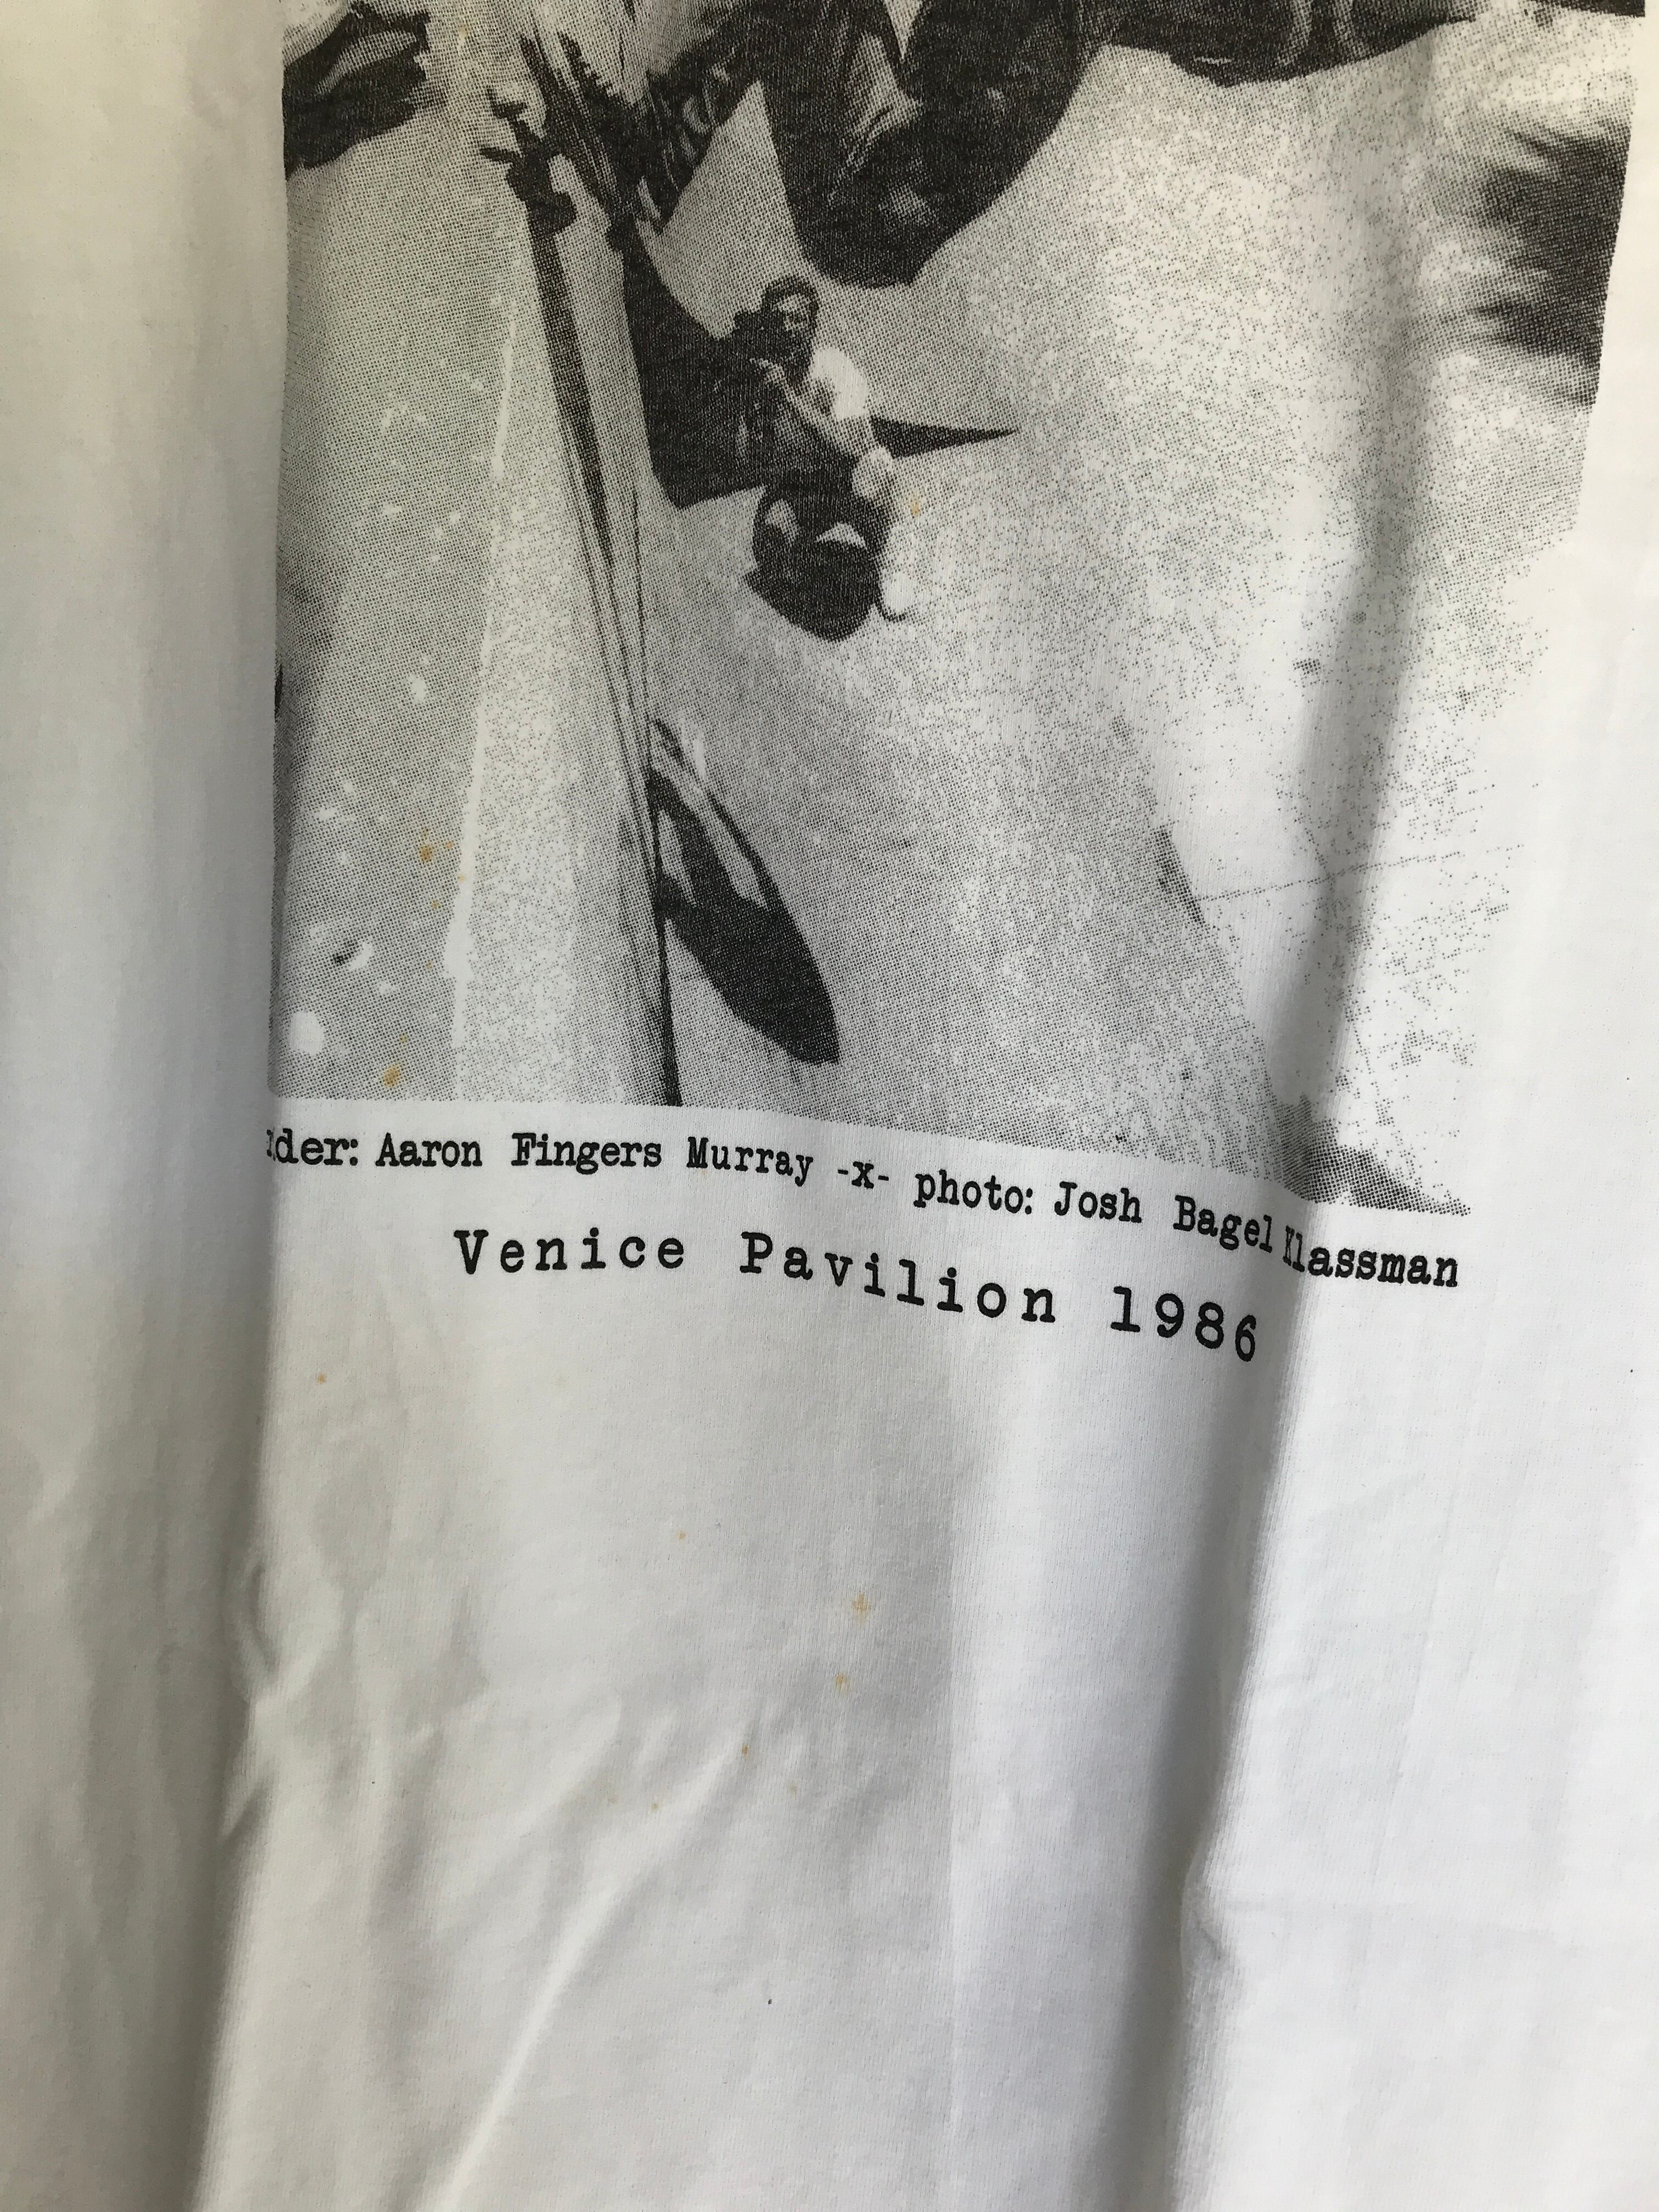 der: Aaron Fingers Murray -x- photo: Josh Bagel Klassman
Venice Pavilion 1986